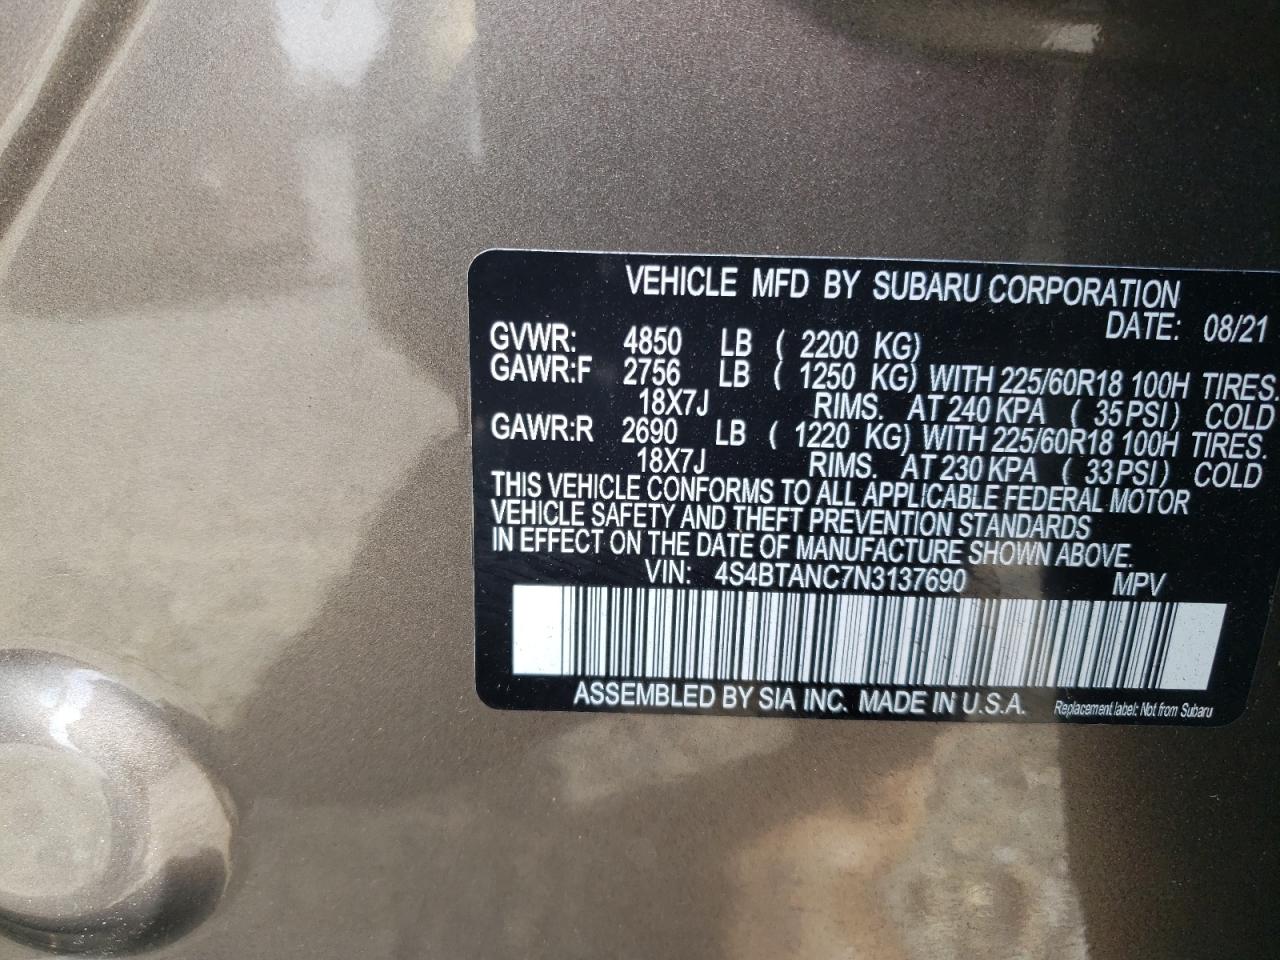 VEHICLE MFD BY SUBARU CORPORATION
DATE: 08/21
GVWR: 4850 LB ( 2200 KG)
GAWR:F 2756 LB ( 1250 KG) WITH 225/60R18 100H TIRES.
18X7J RIMS. AT 240 KPA ( 35 PSI) COLD
GAWR:R 2690 LB ( 1220 KG) WITH 225/60R18 100H TIRES.
18X7J RIMS. AT 230 KPA ( 33 PSI) COLD
THIS VEHICLE CONFORMS TO ALL APPLICABLE FEDERAL MOTOR
VEHICLE SAFETY AND THEFT PREVENTION STANDARDS
IN EFFECT ON THE DATE OF MANUFACTURE SHOWN ABOVE.
VIN: 4S4BTANC7N3137690 MPV
ASSEMBLED BY SIA INC. MADE IN U.S.A. Replacement label: Not from Subaru